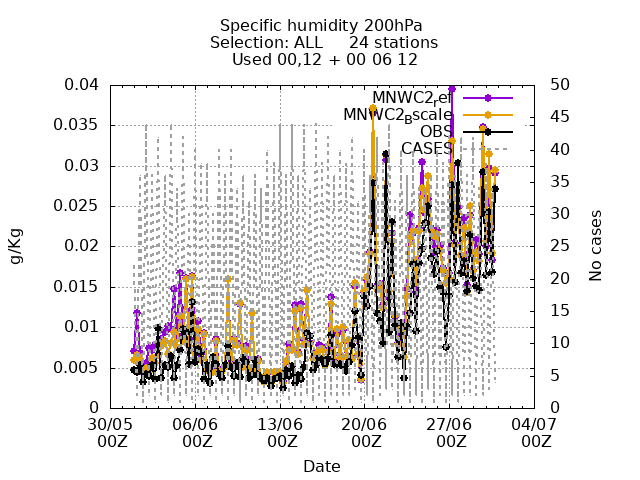 Specific humidity 200hPa
Selection: ALL 24 stations
Used 00,12 + 00 06 12
0.04
0.035
0.03
0.025
0.02
0.015
0.01
0.005
0
g/Kg
MNWC2ref
MNWC2Bscale
OBS
CASES
50
45
40
35
30
25
20
15
10
5
0
No cases
30/05 06/06 13/06 20/06 27/06 04/07
00Z 00Z 00Z 00Z 00Z 00Z
Date